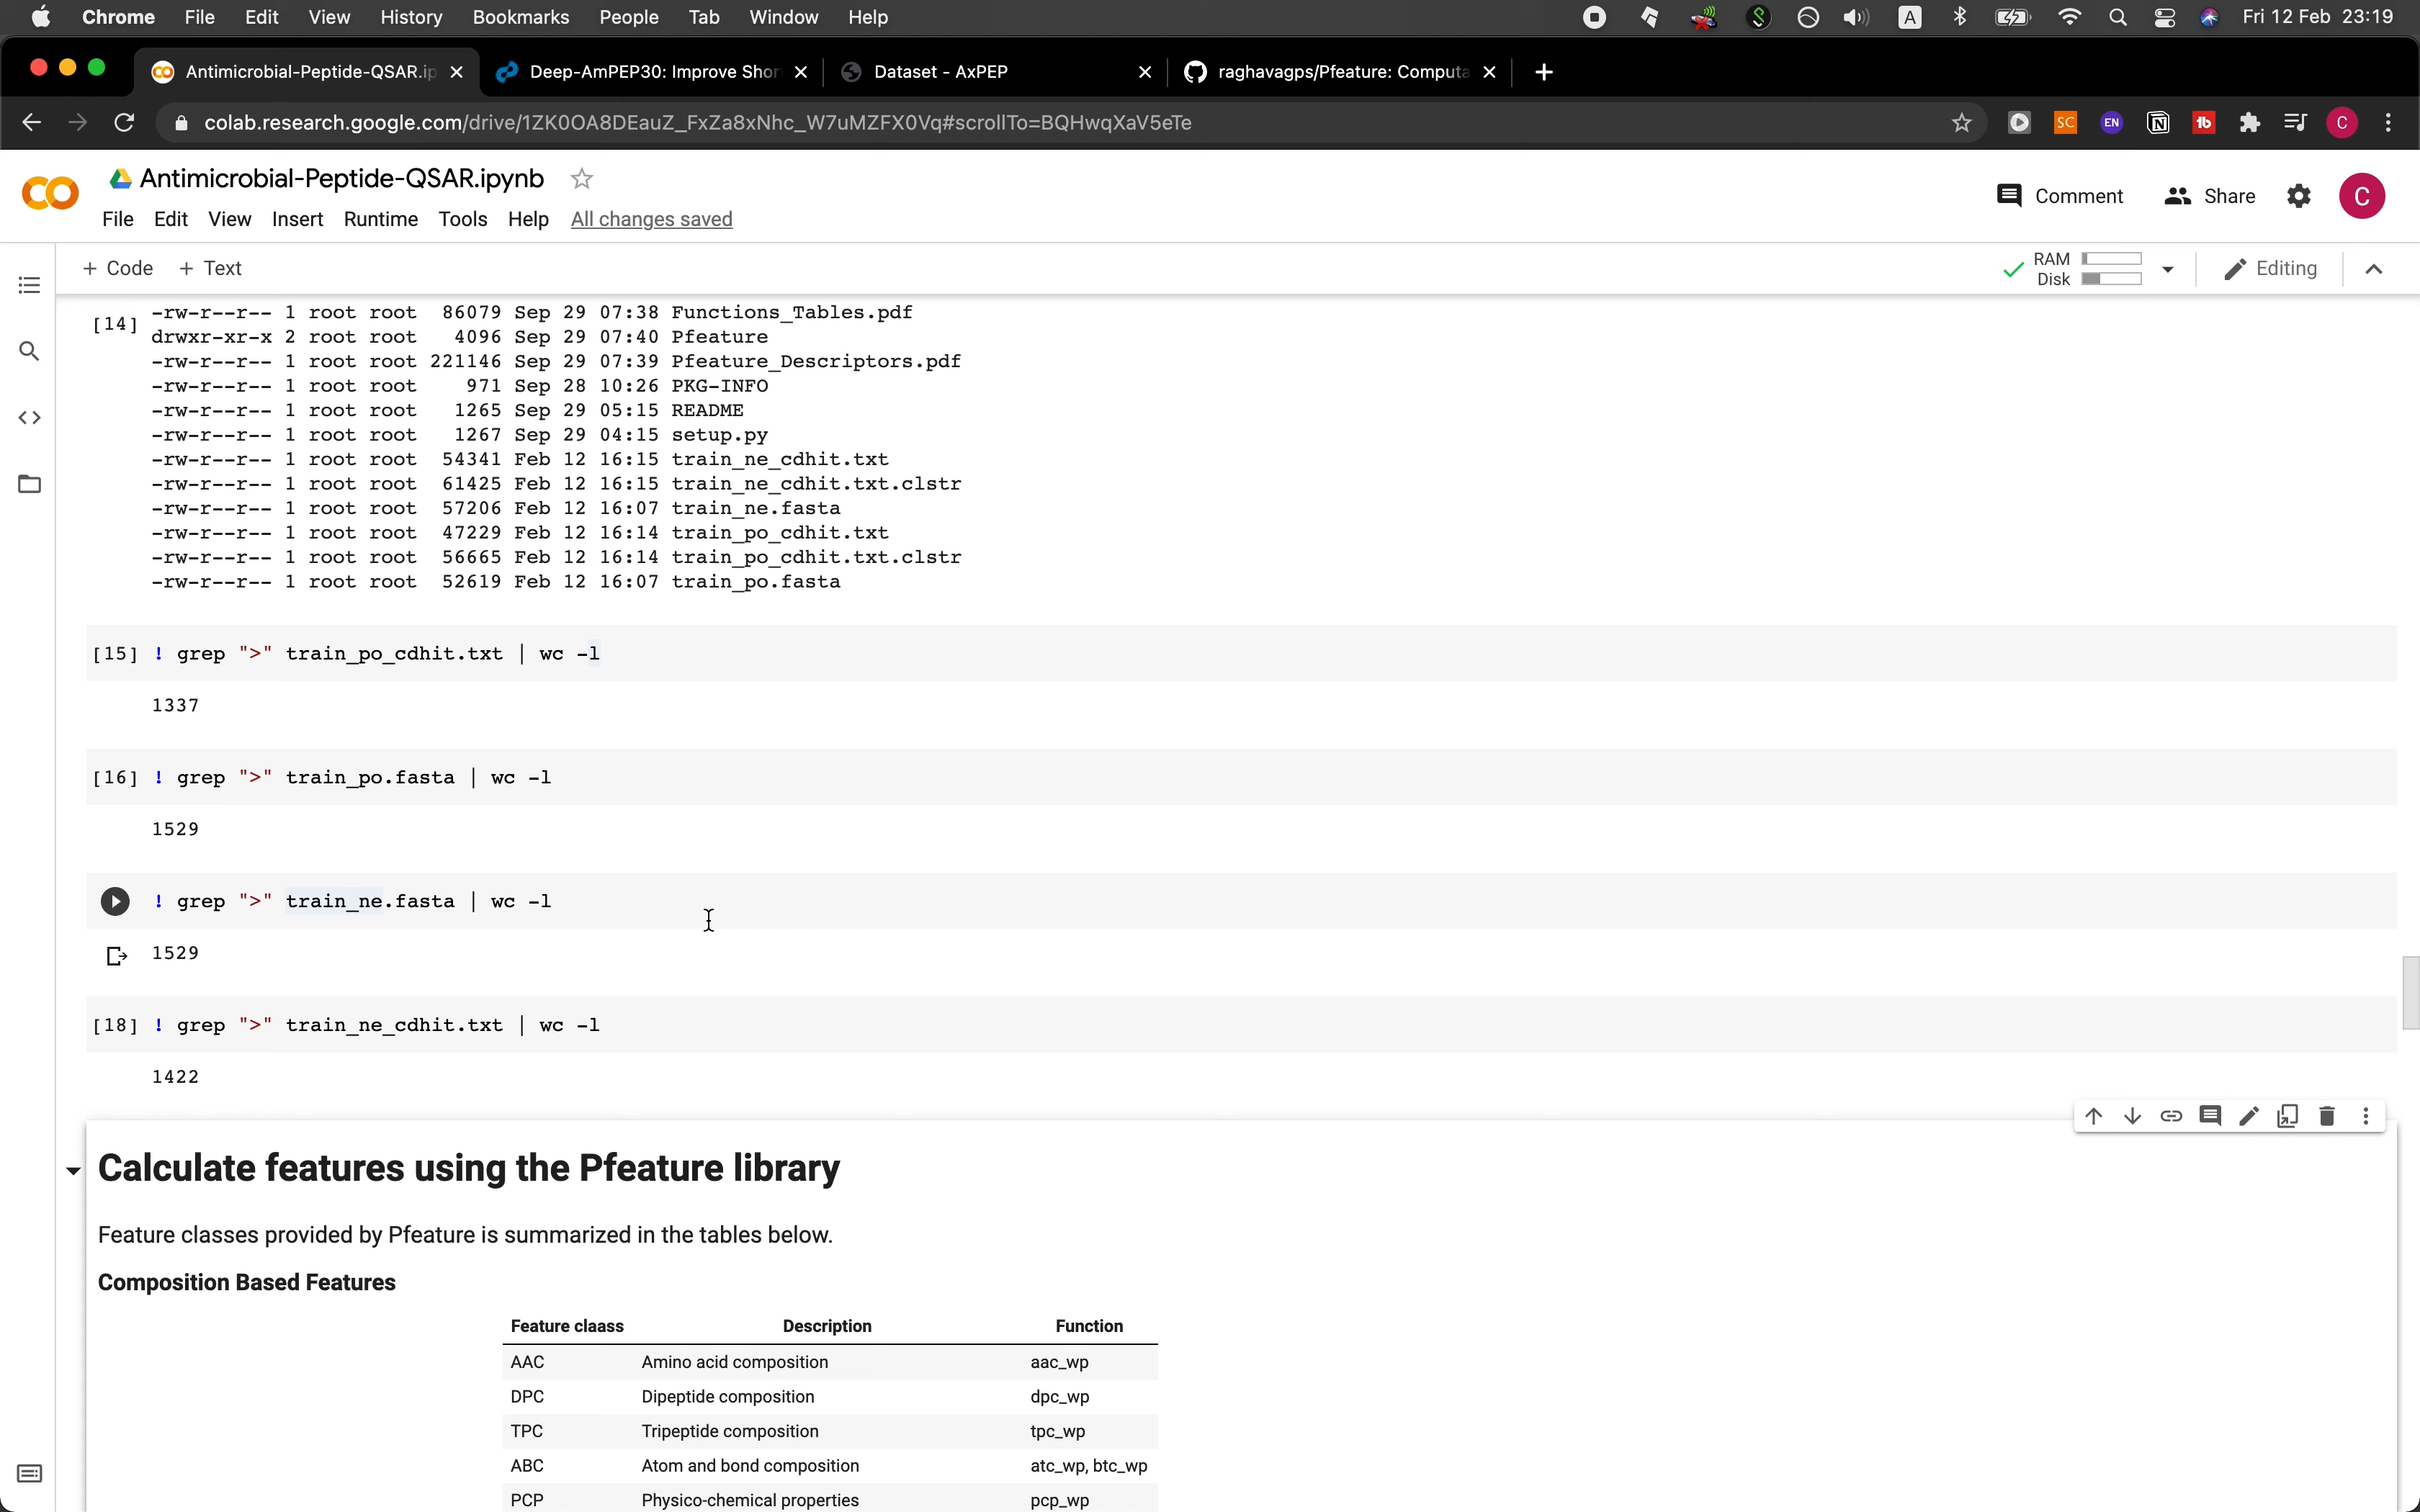 Chrome File Edit View History Bookmarks People Tab Window Help A Fri 12 Feb 23:19
Antimicrobial-Peptide-QSAR.ip Deep-AmPEP30: Improve Shor Dataset - AxPEP raghavagps/Pfeature: Computa
colab.research.google.com/drive/1ZK0OA8DEauZ_FxZa8xNhc_W7uMZFX0Vq#scrollTo=BQHwqXaV5eTe SC EN C
Antimicrobial-Peptide-QSAR.ipynb
Comment Share C
File Edit View Insert Runtime Tools Help All changes saved
+ Code + Text RAM Disk Editing
[14] -rw-r--r-- 1 root root 86079 Sep 29 07:38 Functions_Tables.pdf
drwxr-xr-x 2 root root 4096 Sep 29 07:40 Pfeature
-rw-r--r-- 1 root root 221146 Sep 29 07:39 Pfeature_Descriptors.pdf
-rw-r--r-- 1 root root 971 Sep 28 10:26 PKG-INFO
-rw-r--r-- 1 root root 1265 Sep 29 05:15 README
-rw-r--r-- 1 root root 1267 Sep 29 04:15 setup.py
-rw-r--r-- 1 root root 54341 Feb 12 16:15 train_ne_cdhit.txt
-rw-r--r-- 1 root root 61425 Feb 12 16:15 train_ne_cdhit.txt.clstr
-rw-r--r-- 1 root root 57206 Feb 12 16:07 train_ne.fasta
-rw-r--r-- 1 root root 47229 Feb 12 16:14 train_po_cdhit.txt
-rw-r--r-- 1 root root 56665 Feb 12 16:14 train_po_cdhit.txt.clstr
-rw-r--r-- 1 root root 52619 Feb 12 16:07 train_po.fasta
[15] ! grep ">" train_po_cdhit.txt | wc -l
1337
[16] ! grep ">" train_po.fasta | wc -l
1529
! grep ">" train_ne.fasta | wc -l
1529
[18] ! grep ">" train_ne_cdhit.txt | wc -l
1422
Calculate features using the Pfeature library
Feature classes provided by Pfeature is summarized in the tables below.
Composition Based Features
Feature claass Description Function
AAC Amino acid composition aac_wp
DPC Dipeptide composition dpc_wp
TPC Tripeptide composition tpc_wp
ABC Atom and bond composition atc_wp, btc_wp
PCP Physico-chemical properties pcp_wp